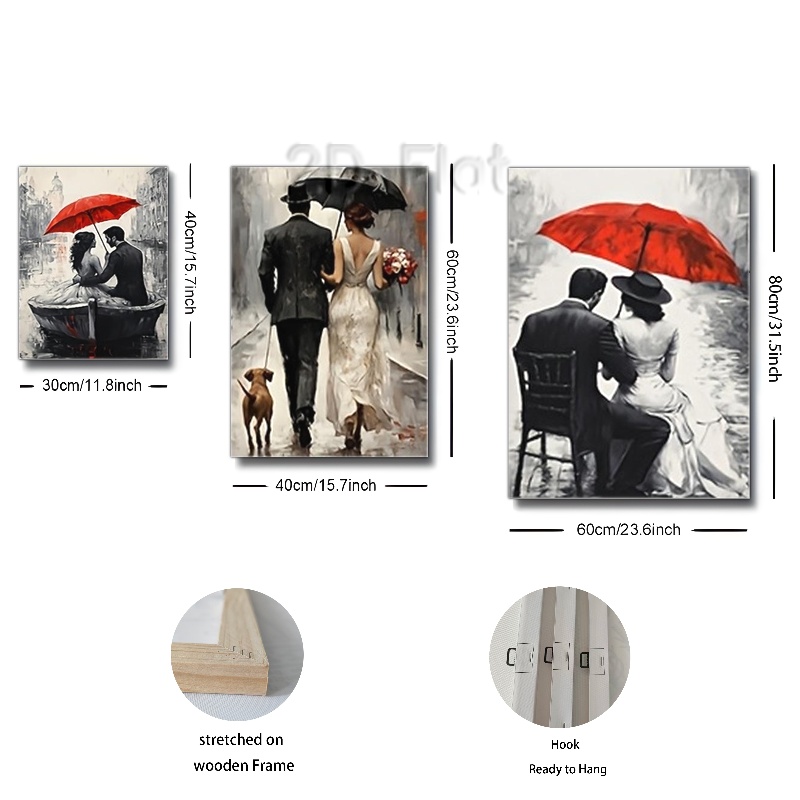 2D Flat
40cm/15.7inch
30cm/11.8inch
60cm/23.6inch
40cm/15.7inch
80cm/31.5inch
60cm/23.6inch
stretched on
wooden Frame
Hook
Ready to Hang